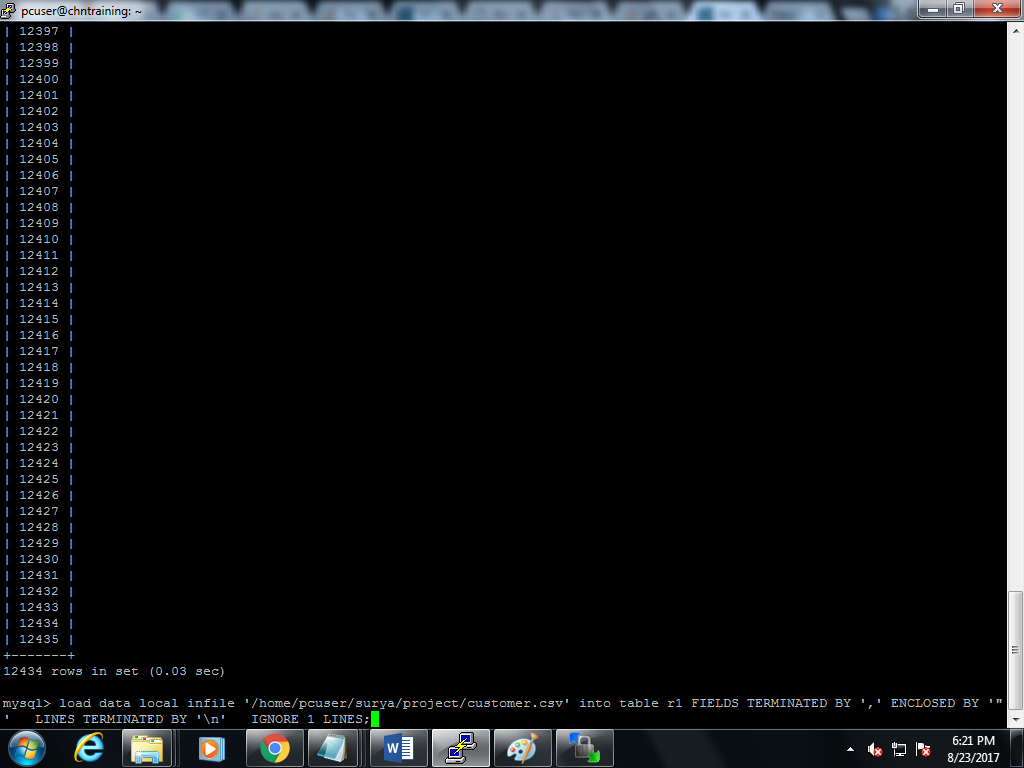 pcuser@chntraining: ~
| 12397 |
| 12398 |
| 12399 |
| 12400 |
| 12401 |
| 12402 |
| 12403 |
| 12404 |
| 12405 |
| 12406 |
| 12407 |
| 12408 |
| 12409 |
| 12410 |
| 12411 |
| 12412 |
| 12413 |
| 12414 |
| 12415 |
| 12416 |
| 12417 |
| 12418 |
| 12419 |
| 12420 |
| 12421 |
| 12422 |
| 12423 |
| 12424 |
| 12425 |
| 12426 |
| 12427 |
| 12428 |
| 12429 |
| 12430 |
| 12431 |
| 12432 |
| 12433 |
| 12434 |
| 12435 |
+-------+
12434 rows in set (0.03 sec)
mysql> load data local infile '/home/pcuser/surya/project/customer.csv' into table r1 FIELDS TERMINATED BY ',' ENCLOSED BY '"
'   LINES TERMINATED BY '\n'   IGNORE 1 LINES;
6:21 PM
8/23/2017